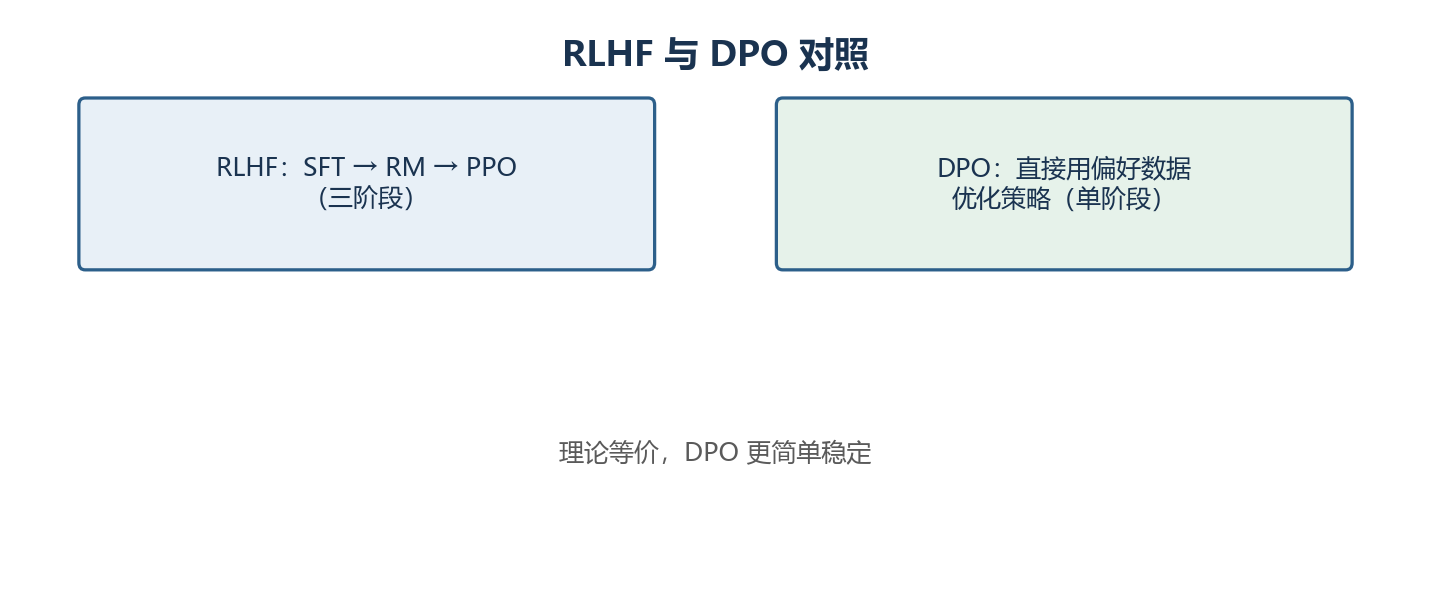 RLHF 与 DPO 对照
RLHF：SFT → RM → PPO
（三阶段）
DPO：直接用偏好数据
优化策略（单阶段）
理论等价，DPO 更简单稳定